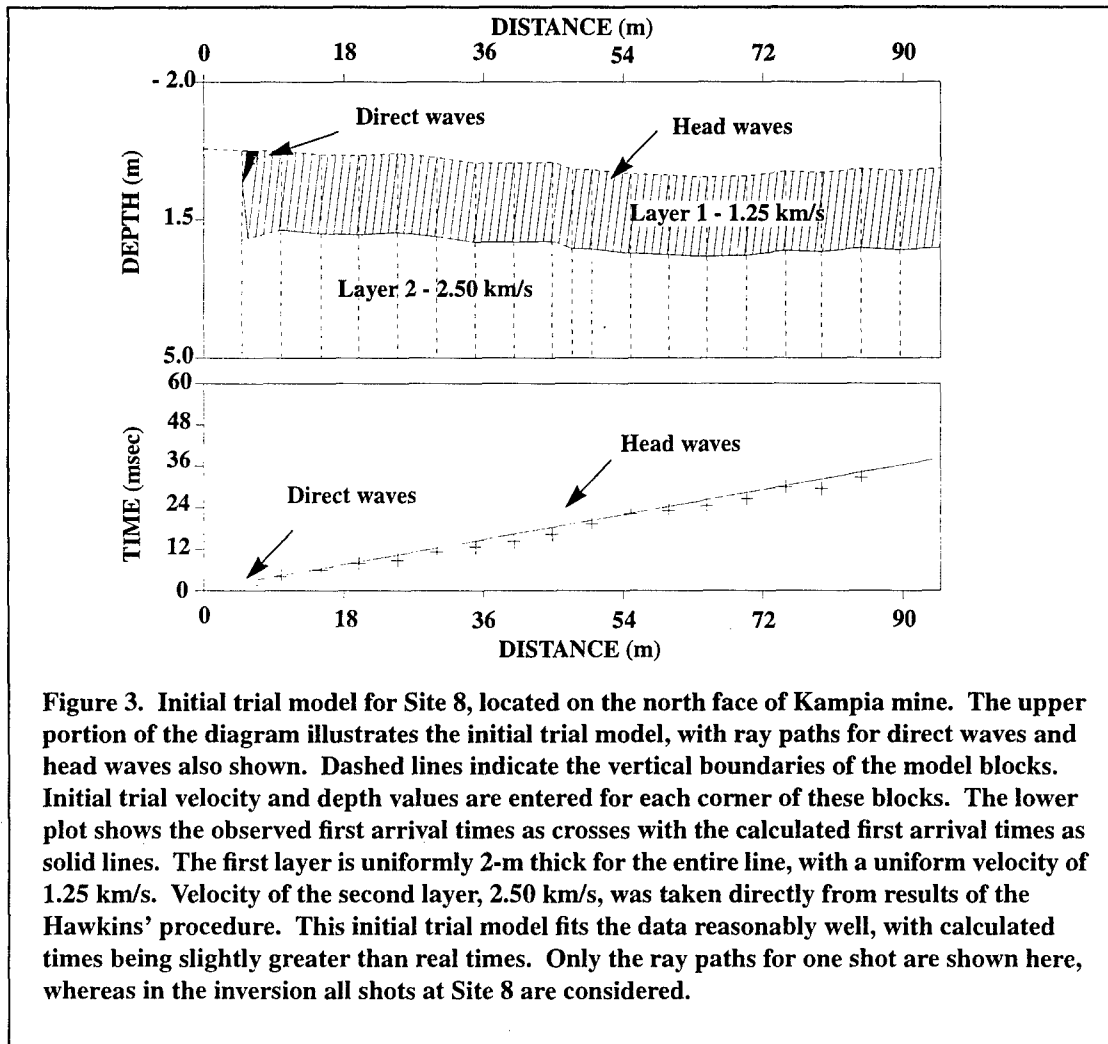 DISTANCE (m)
0 18 36 54 72 90
- 2.0
Direct waves
Head waves
DEPTH (m)
1.5
Layer 1 - 1.25 km/s
Layer 2 - 2.50 km/s
5.0
60
48
Head waves
36
TIME (msec)
Direct waves
24
12
0
0 18 36 54 72 90
DISTANCE (m)
Figure 3. Initial trial model for Site 8, located on the north face of Kampia mine. The upper
portion of the diagram illustrates the initial trial model, with ray paths for direct waves and
head waves also shown. Dashed lines indicate the vertical boundaries of the model blocks.
Initial trial velocity and depth values are entered for each corner of these blocks. The lower
plot shows the observed first arrival times as crosses with the calculated first arrival times as
solid lines. The first layer is uniformly 2-m thick for the entire line, with a uniform velocity of
1.25 km/s. Velocity of the second layer, 2.50 km/s, was taken directly from results of the
Hawkins' procedure. This initial trial model fits the data reasonably well, with calculated
times being slightly greater than real times. Only the ray paths for one shot are shown here,
whereas in the inversion all shots at Site 8 are considered.